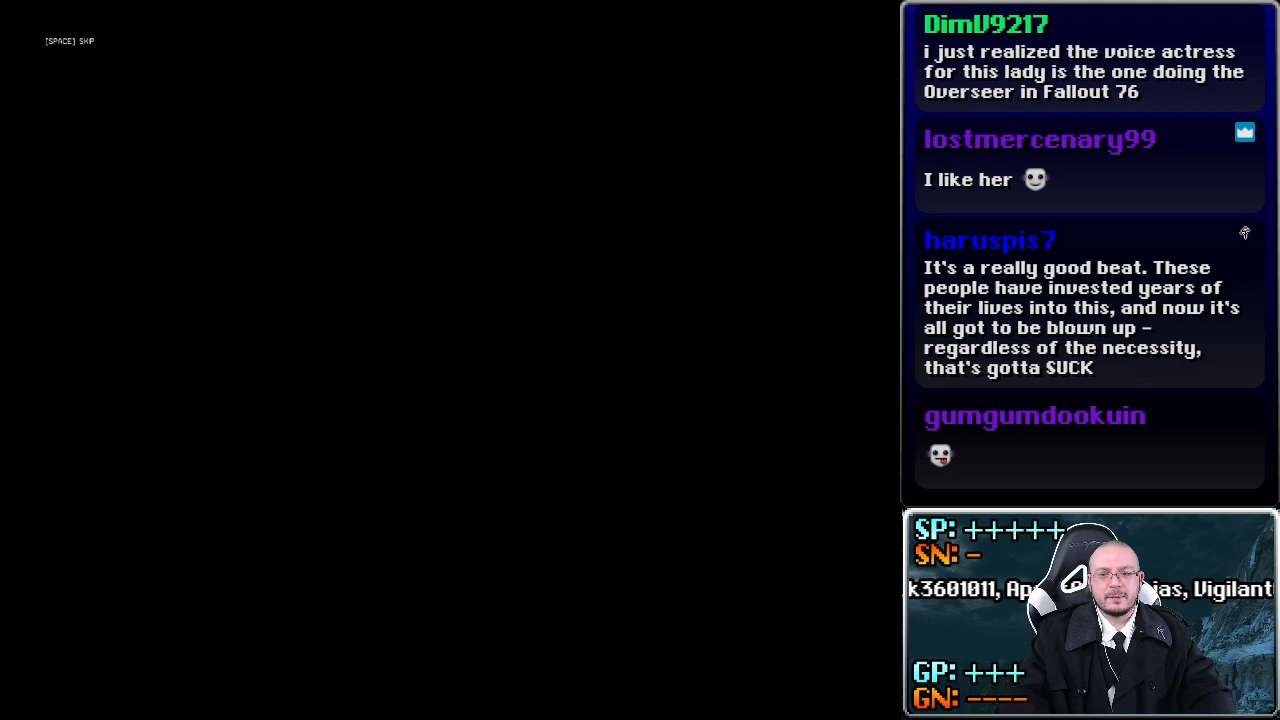 [SPACE] SKIP
DimV9217
i just realized the voice actress
for this lady is the one doing the
Overseer in Fallout 76
lostmercenary99
I like her
haruspis7
It's a really good beat. These
people have invested years of
their lives into this, and now it's
all got to be blown up -
regardless of the necessity,
that's gotta SUCK
gumgumdookuin
SP: +++++
SN: -
k3601011, Ap ias, Vigilant
GP: +++
GN: ----